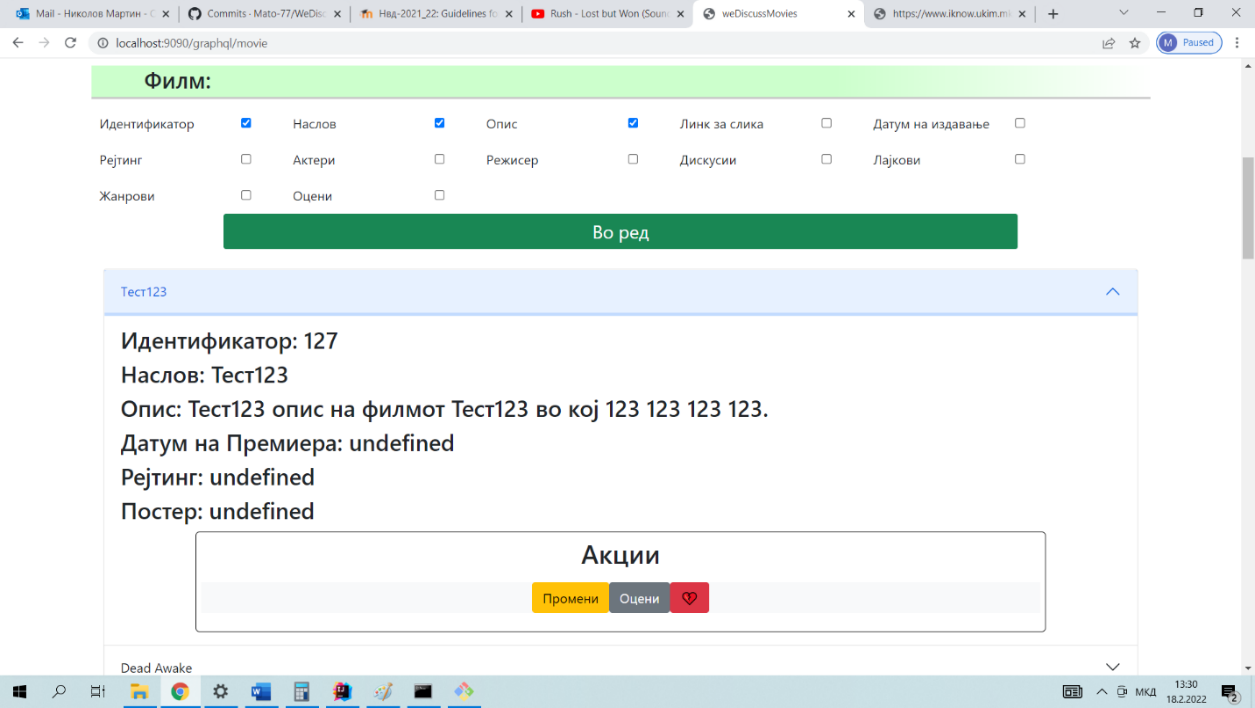 Mail - Николов Мартин - O
Commits · Mato-77/WeDisc
Нвд-2021_22: Guidelines fo
Rush - Lost but Won (Soun
weDiscussMovies
https://www.iknow.ukim.m
localhost:9090/graphql/movie
M Paused
Филм:
Идентификатор Наслов Опис Линк за слика Датум на издавање
Рејтинг Актери Режисер Дискусии Лајкови
Жанрови Оцени
Во ред
Тест123
Идентификатор: 127
Наслов: Тест123
Опис: Тест123 опис на филмот Тест123 во кој 123 123 123 123.
Датум на Премиера: undefined
Рејтинг: undefined
Постер: undefined
Акции
Промени Оцени
Dead Awake
МКД
13:30
18.2.2022
2